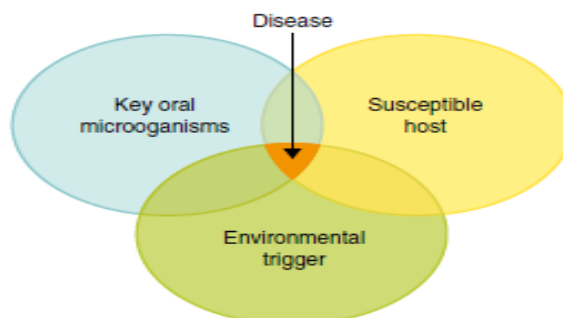 Disease
Key oral
microoganisms
Susceptible
host
Environmental
trigger